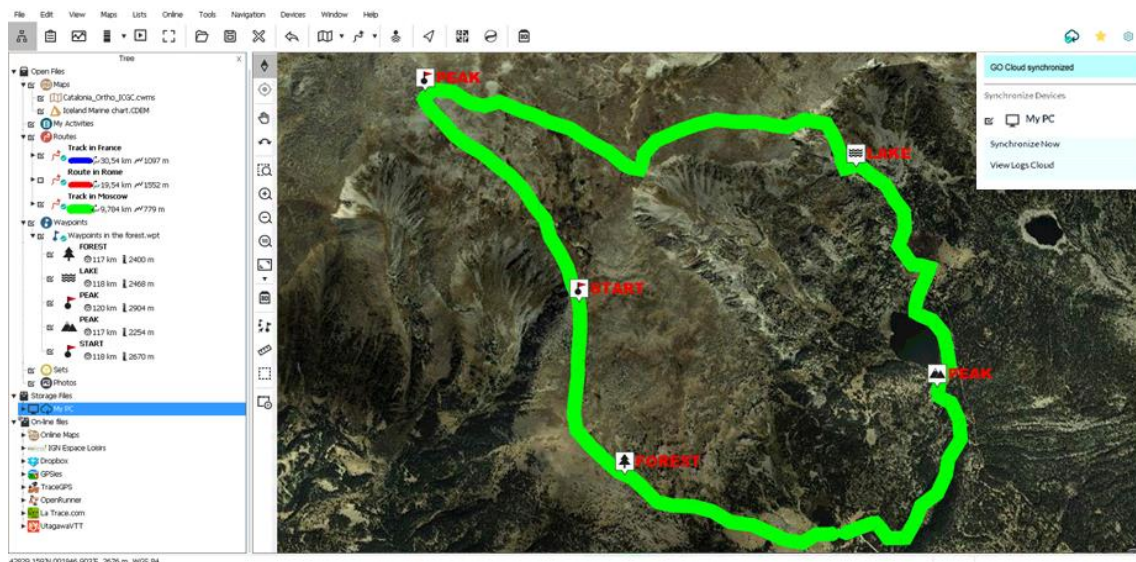 File Edit View Maps Lists Online Tools Navigation Devices Window Help
Tree X
Open Files
Maps
Catalonia_Ortho_ICGC.cwms
Iceland Marine chart.CDEM
My Activities
Routes
Track in France
30,54 km 1097 m
Route in Rome
19,54 km 1552 m
Track in Moscow
9,784 km 779 m
Waypoints
Waypoints in the forest.wpt
FOREST
117 km 2400 m
LAKE
118 km 2468 m
PEAK
120 km 2904 m
PEAK
117 km 2254 m
START
118 km 2670 m
Sets
Photos
Storage Files
My PC
On-line files
Online Maps
IGN Espace Loisirs
Dropbox
GPSies
TraceGPS
OpenRunner
La Trace.com
UtagawaVTT
PEAK
LAKE
START
PEAK
FOREST
GO Cloud synchronized
Synchronize Devices
My PC
Synchronize Now
View Logs Cloud